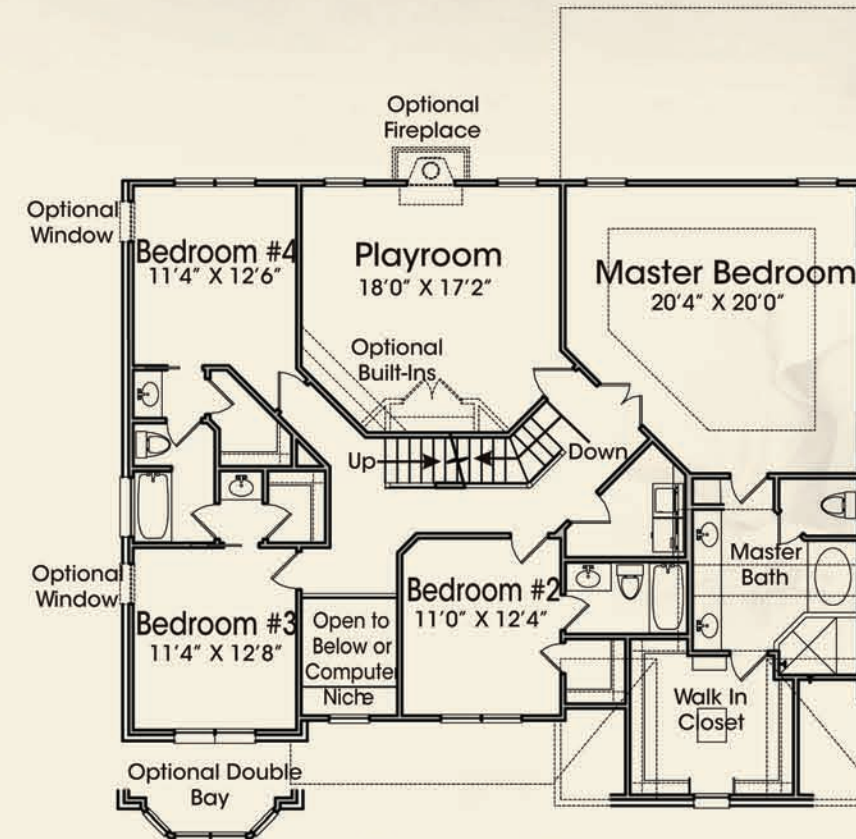 Optional
Fireplace
Optional
Window
Bedroom #4
11'4" X 12'6"
Playroom
18'0" X 17'2"
Master Bedroom
20'4" X 20'0"
Optional
Built-Ins
Up
Down
Optional
Window
Bedroom #3
11'4" X 12'8"
Open to
Below or
Computer
Niche
Bedroom #2
11'0" X 12'4"
Master
Bath
Walk In
Closet
Optional Double
Bay